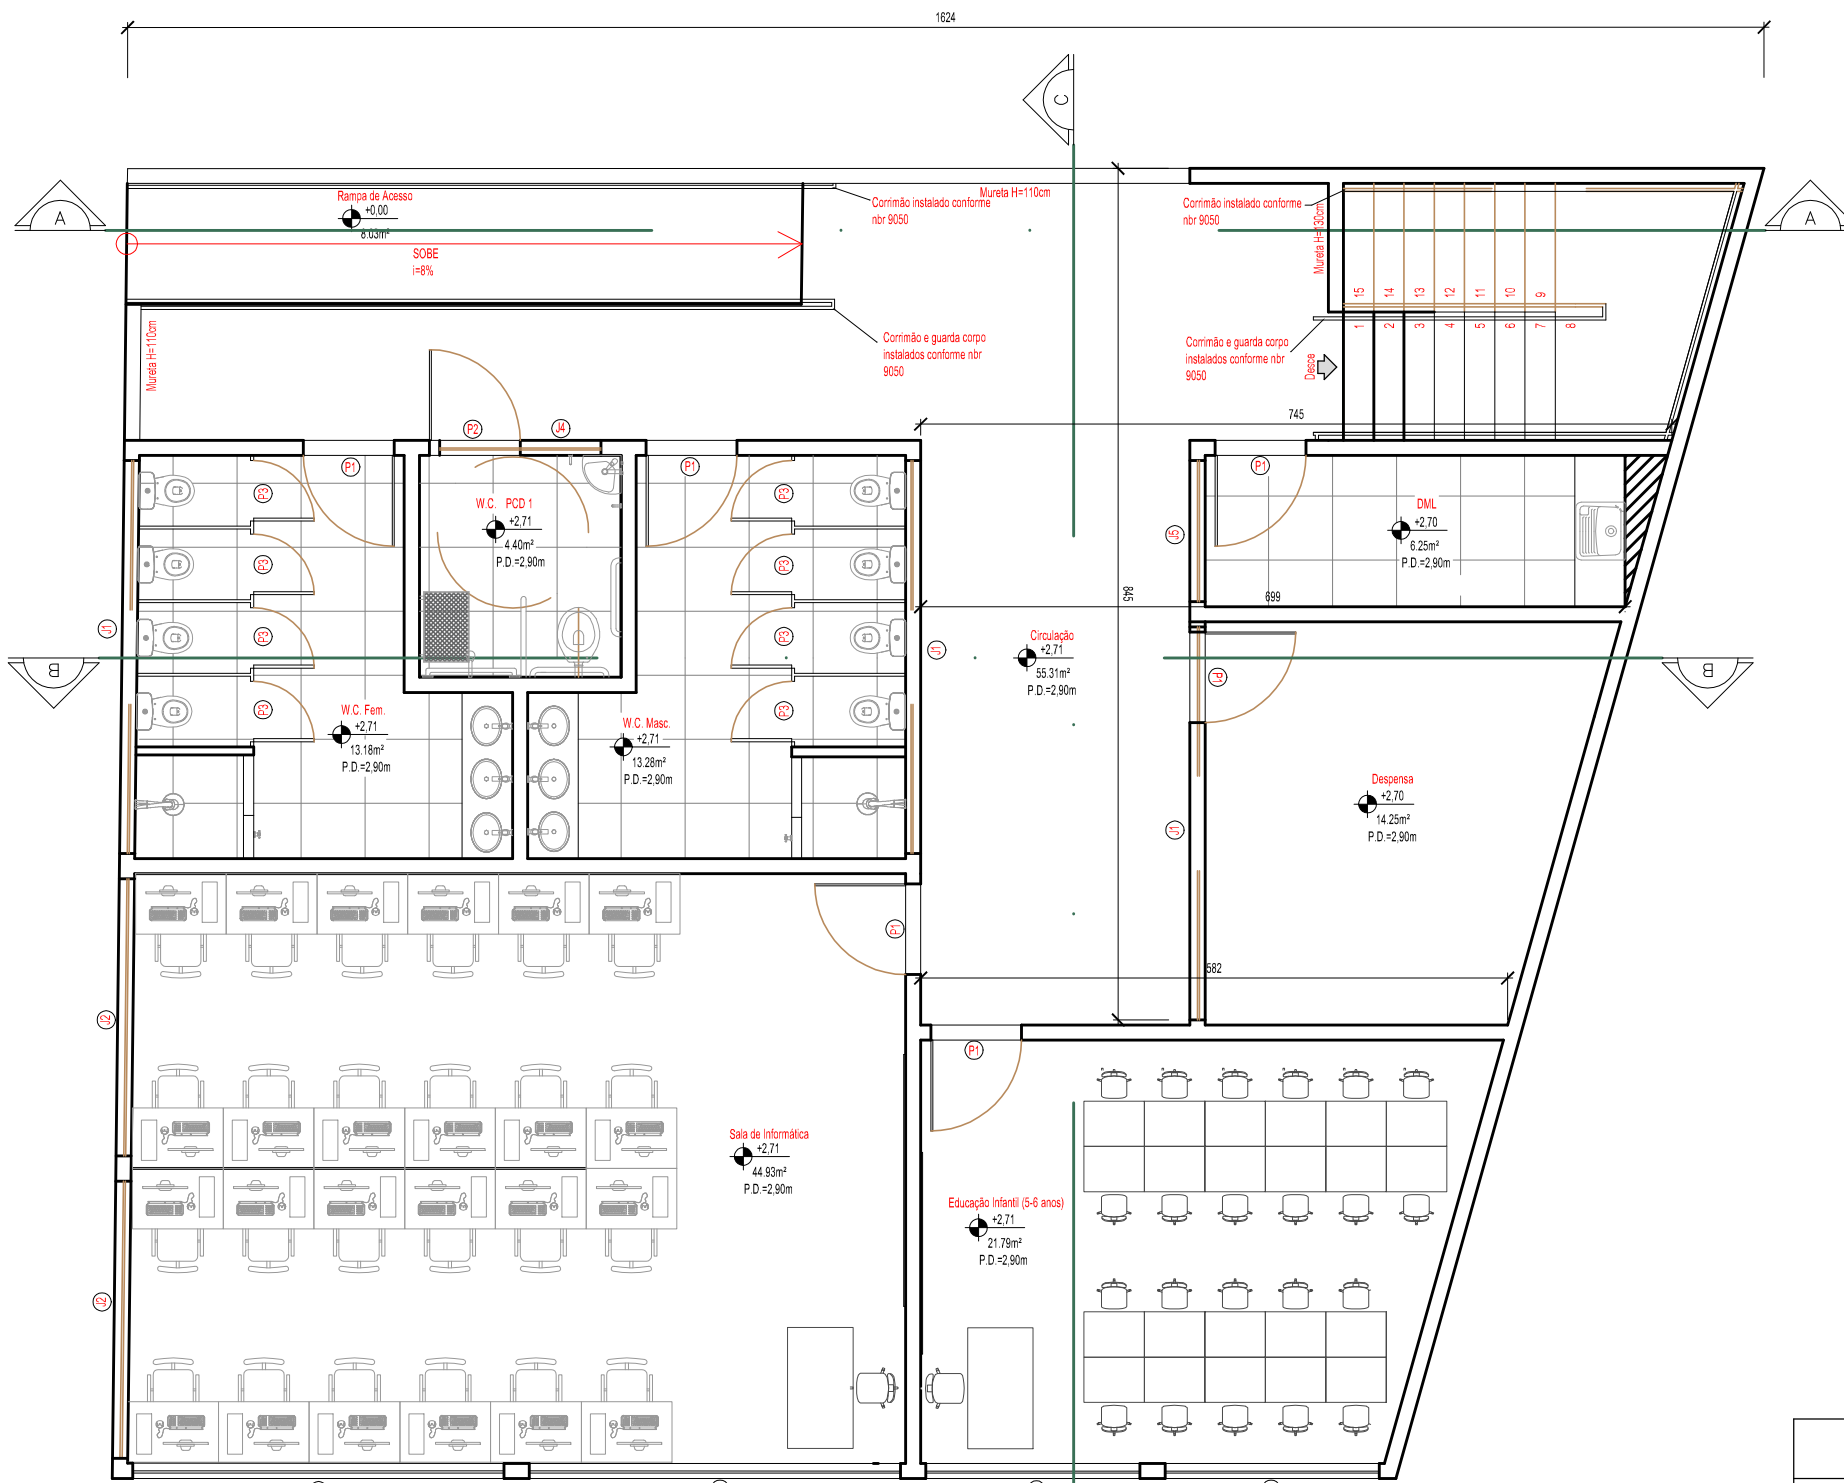 1624
C
A
Rampa de Acesso
+0,00
8.03m²
SOBE
i=8%
Corrimão instalado conforme
nbr 9050
Mureta H=110cm
Corrimão instalado conforme
nbr 9050
Mureta H=130cm
A
15 14 13 12 11 10 9
1 2 3 4 5 6 7 8
Mureta H=110cm
Corrimão e guarda corpo
instalados conforme nbr
9050
Corrimão e guarda corpo
instalados conforme nbr
9050
Desce
745
P2
J4
P1
P1
P1
P3
P3
W.C. PCD 1
+2,71
4.40m²
P.D.=2,90m
DML
+2,70
6.25m²
P.D.=2,90m
J5
P3
P3
845
699
J1
P3
P3
J1
Circulação
+2,71
55.31m²
P.D.=2,90m
B
B
P1
P3
P3
W.C. Fem.
+2,71
13.18m²
P.D.=2,90m
W.C. Masc.
+2,71
13.28m²
P.D.=2,90m
Despensa
+2,70
14.25m²
P.D.=2,90m
J1
P1
582
J2
P1
Sala de Informática
+2,71
44.93m²
P.D.=2,90m
Educação Infantil (5-6 anos)
+2,71
21.79m²
P.D.=2,90m
J2